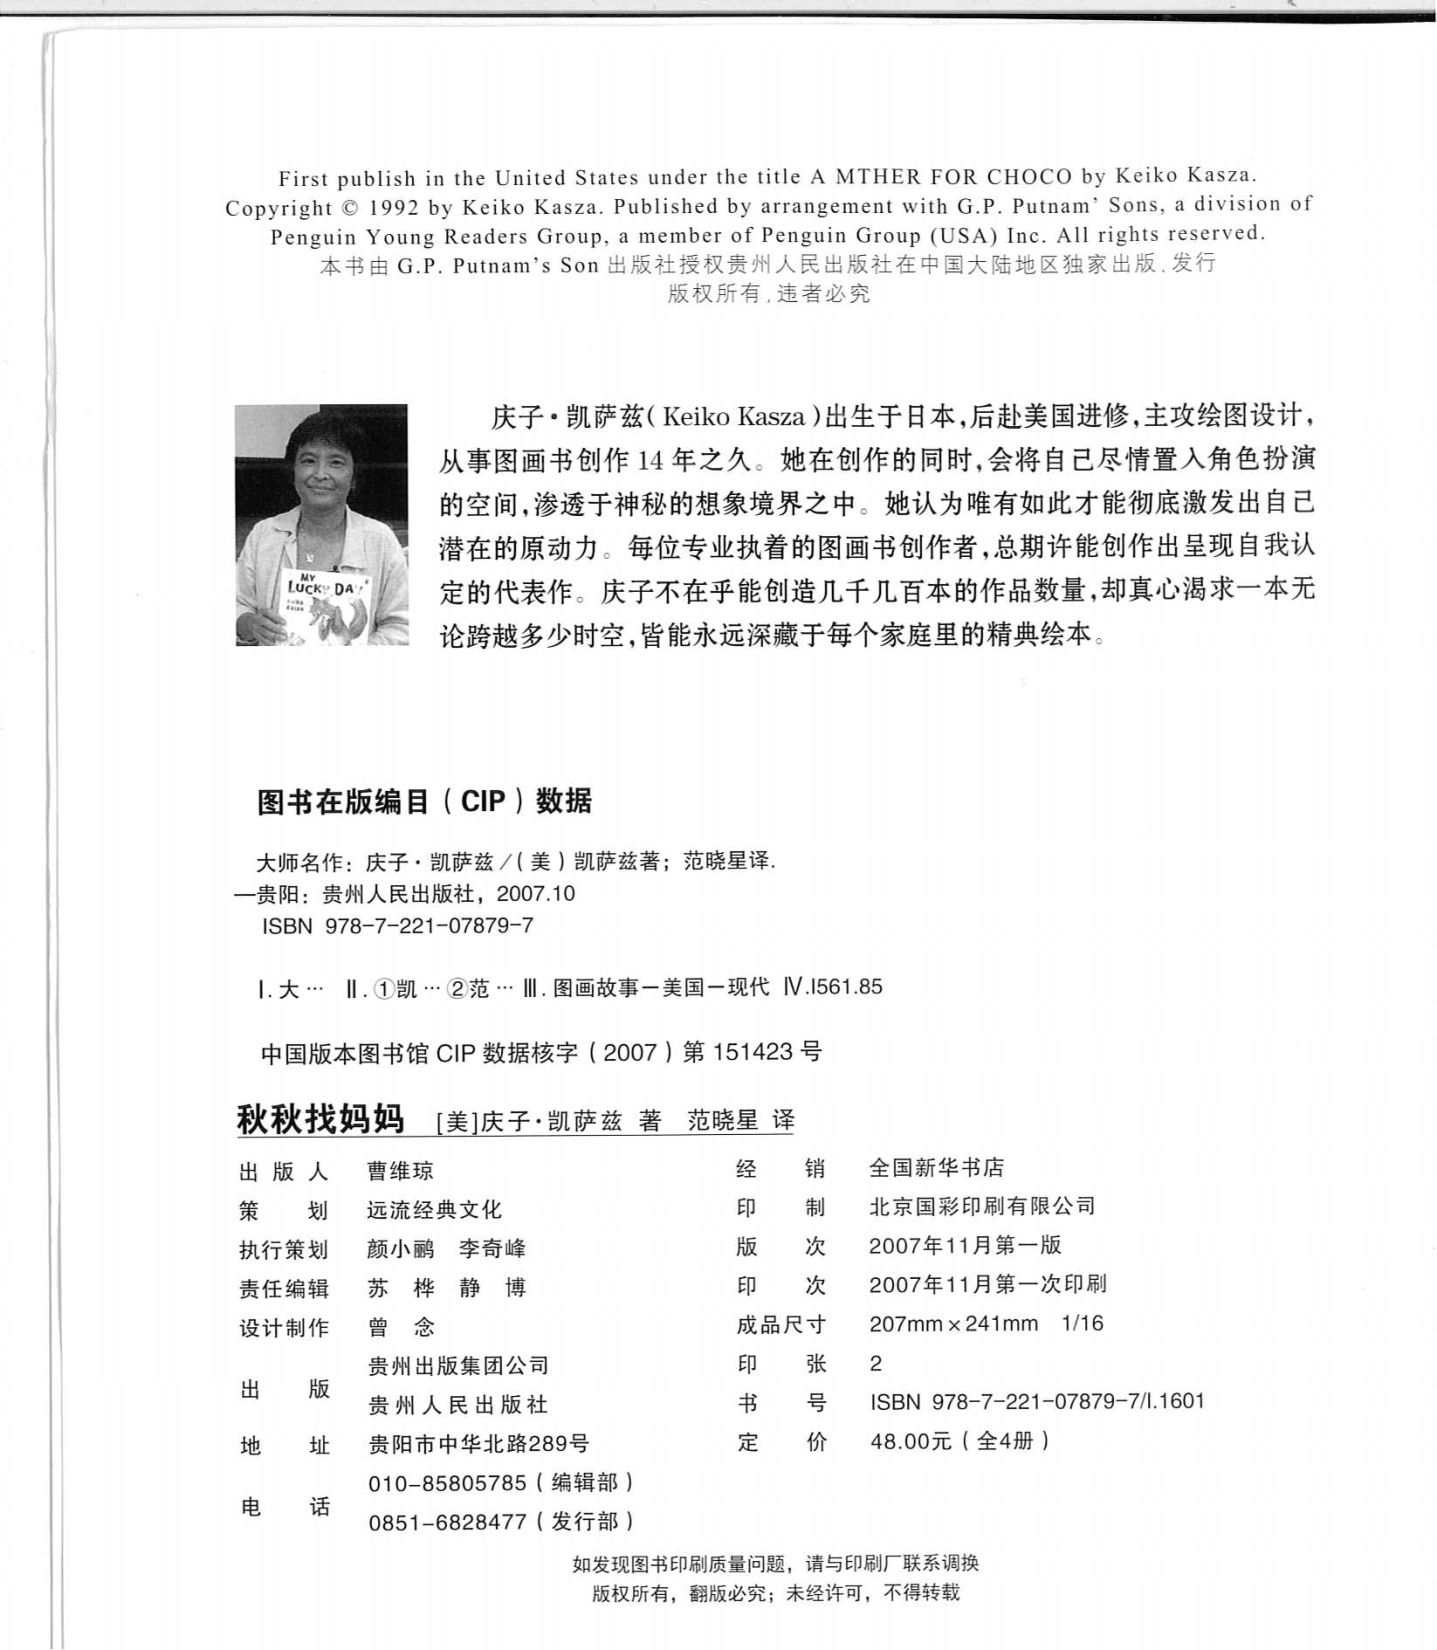 First publish in the United States under the title A MTHER FOR CHOCO by Keiko Kasza.
Copyright © 1992 by Keiko Kasza. Published by arrangement with G.P. Putnam' Sons, a division of
Penguin Young Readers Group, a member of Penguin Group (USA) Inc. All rights reserved.
本书由 G.P. Putnam's Son 出版社授权贵州人民出版社在中国大陆地区独家出版、发行
版权所有,违者必究
MY
LUCKY DAY
KEIKO
KASZA
庆子·凯萨兹(Keiko Kasza)出生于日本,后赴美国进修,主攻绘图设计,
从事图画书创作 14 年之久。她在创作的同时,会将自己尽情置入角色扮演
的空间,渗透于神秘的想象境界之中。她认为唯有如此才能彻底激发出自己
潜在的原动力。每位专业执着的图画书创作者,总期许能创作出呈现自我认
定的代表作。庆子不在乎能创造几千几百本的作品数量,却真心渴求一本无
论跨越多少时空,皆能永远深藏于每个家庭里的精典绘本。
图书在版编目(CIP)数据
大师名作:庆子·凯萨兹/(美)凯萨兹著;范晓星译.
—贵阳:贵州人民出版社,2007.10
ISBN 978-7-221-07879-7
Ⅰ.大… Ⅱ.①凯…②范… Ⅲ.图画故事—美国—现代 Ⅳ.I561.85
中国版本图书馆 CIP 数据核字(2007)第 151423 号
秋秋找妈妈 [美]庆子·凯萨兹 著 范晓星 译
出版人 曹维琼
策划 远流经典文化
执行策划 颜小鹂 李奇峰
责任编辑 苏桦 静博
设计制作 曾念
出版 贵州出版集团公司
贵州人民出版社
地址 贵阳市中华北路289号
电话 010-85805785(编辑部)
0851-6828477(发行部)
经销 全国新华书店
印制 北京国彩印刷有限公司
版次 2007年11月第一版
印次 2007年11月第一次印刷
成品尺寸 207mm×241mm 1/16
印张 2
书号 ISBN 978-7-221-07879-7/I.1601
定价 48.00元(全4册)
如发现图书印刷质量问题,请与印刷厂联系调换
版权所有,翻版必究;未经许可,不得转载